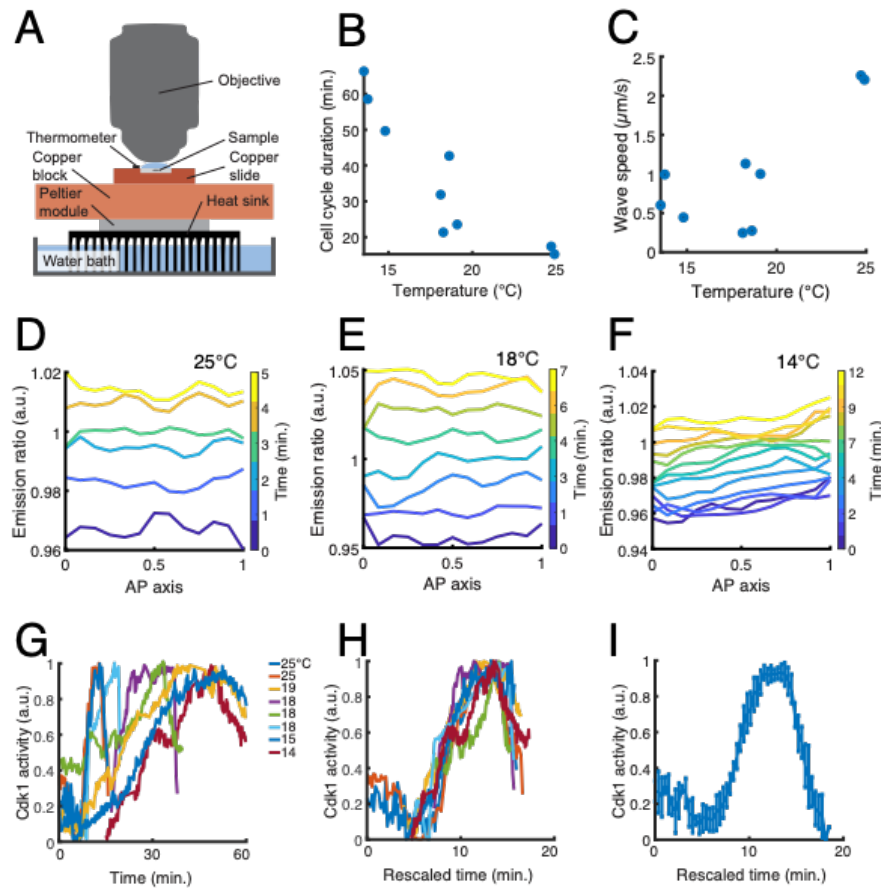 A
Objective
Thermometer
Sample
Copper block
Copper slide
Peltier module
Heat sink
Water bath
B
Cell cycle duration (min.)
60
50
40
30
20
15
20
25
Temperature (°C)
C
Wave speed (µm/s)
2.5
2
1.5
1
0.5
0
15
20
25
Temperature (°C)
D
25°C
Emission ratio (a.u.)
1.02
1
0.98
0.96
0
0.5
1
AP axis
5
4
3
2
1
0
Time (min.)
E
18°C
Emission ratio (a.u.)
1.05
1
0.95
0
0.5
1
AP axis
7
6
4
3
1
0
Time (min.)
F
14°C
Emission ratio (a.u.)
1.04
1.02
1
0.98
0.96
0.94
0
0.5
1
AP axis
12
9
7
5
2
0
Time (min.)
G
Cdk1 activity (a.u.)
1
0.8
0.6
0.4
0.2
0
0
30
60
Time (min.)
25°C
25
19
18
18
18
15
14
H
Cdk1 activity (a.u.)
1
0.8
0.6
0.4
0.2
0
0
10
20
Rescaled time (min.)
I
Cdk1 activity (a.u.)
1
0.8
0.6
0.4
0.2
0
0
10
20
Rescaled time (min.)